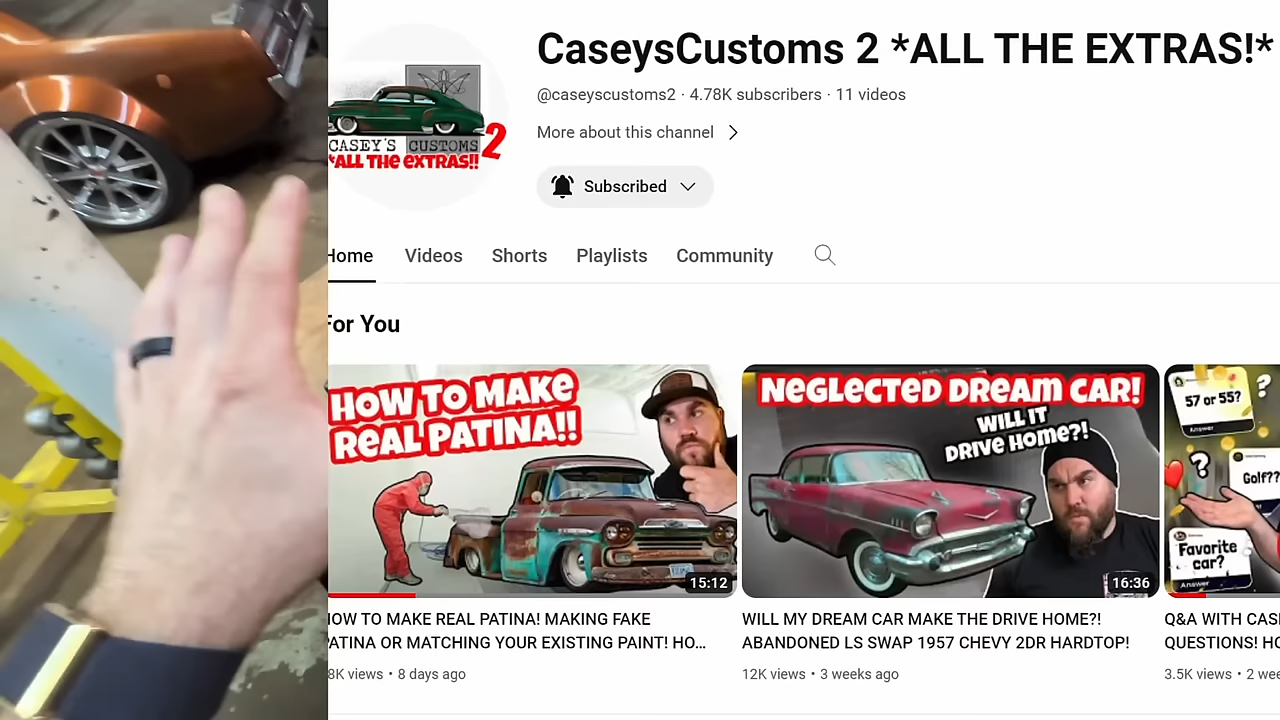 CaseysCustoms 2 *ALL THE EXTRAS!*
@caseyscustoms2 · 4.78K subscribers · 11 videos
More about this channel
Subscribed
CASEY'S CUSTOMS 2
*ALL THE EXTRAS!!
Home Videos Shorts Playlists Community
For You
HOW TO MAKE
REAL PATINA!!
15:12
NEGLECTED DREAM CAR!
WILL IT
DRIVE HOME?!
16:36
57 or 55?
Answer
?
?
Golf??
Favorite
car?
Answer
HOW TO MAKE REAL PATINA! MAKING FAKE
PATINA OR MATCHING YOUR EXISTING PAINT! HO...
8K views • 8 days ago
WILL MY DREAM CAR MAKE THE DRIVE HOME?!
ABANDONED LS SWAP 1957 CHEVY 2DR HARDTOP!
12K views • 3 weeks ago
Q&A WITH CAS
QUESTIONS! HO
3.5K views • 2 wee